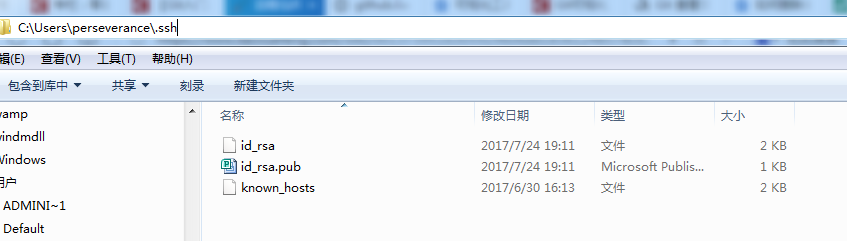 C:\Users\perseverance\.ssh
辑(E) 查看(V) 工具(T) 帮助(H)
包含到库中 共享 刻录 新建文件夹
名称 修改日期 类型 大小
wamp
windmdll
Windows
用户
ADMINI~1
Default
id_rsa 2017/7/24 19:11 文件 2 KB
id_rsa.pub 2017/7/24 19:11 Microsoft Publis... 1 KB
known_hosts 2017/6/30 16:13 文件 2 KB